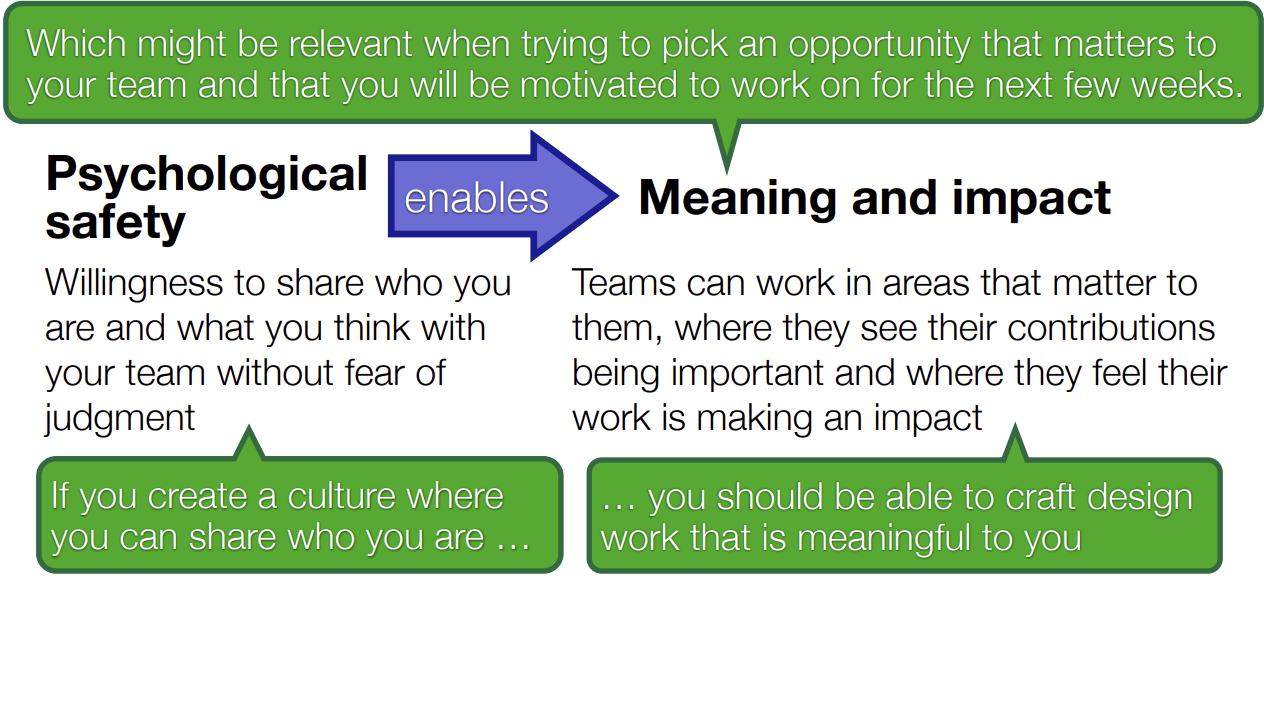 Which might be relevant when trying to pick an opportunity that matters to
your team and that you will be motivated to work on for the next few weeks.
Psychological
safety
enables
Meaning and impact
Willingness to share who you
are and what you think with
your team without fear of
judgment
Teams can work in areas that matter to
them, where they see their contributions
being important and where they feel their
work is making an impact
If you create a culture where
you can share who you are …
… you should be able to craft design
work that is meaningful to you